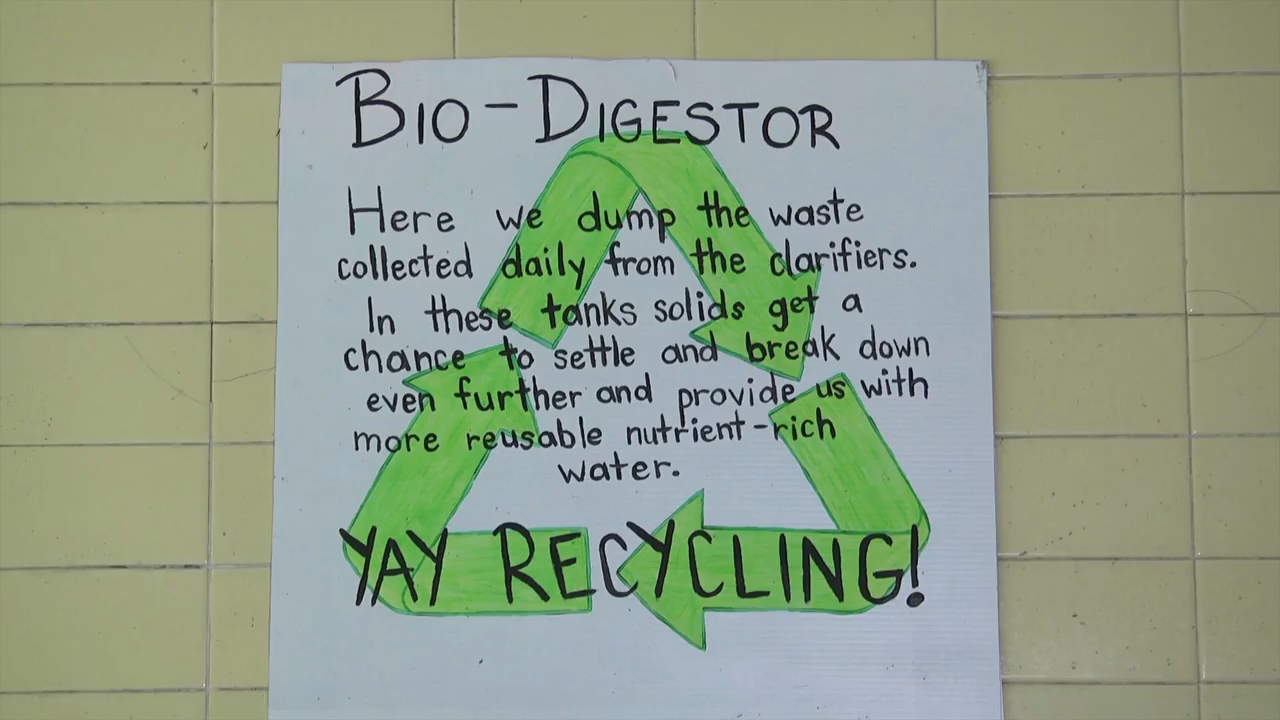 BIO-DIGESTOR
Here we dump the waste
collected daily from the clarifiers.
In these tanks solids get a
chance to settle and break down
even further and provide us with
more reusable nutrient-rich
water.
YAY RECYCLING!